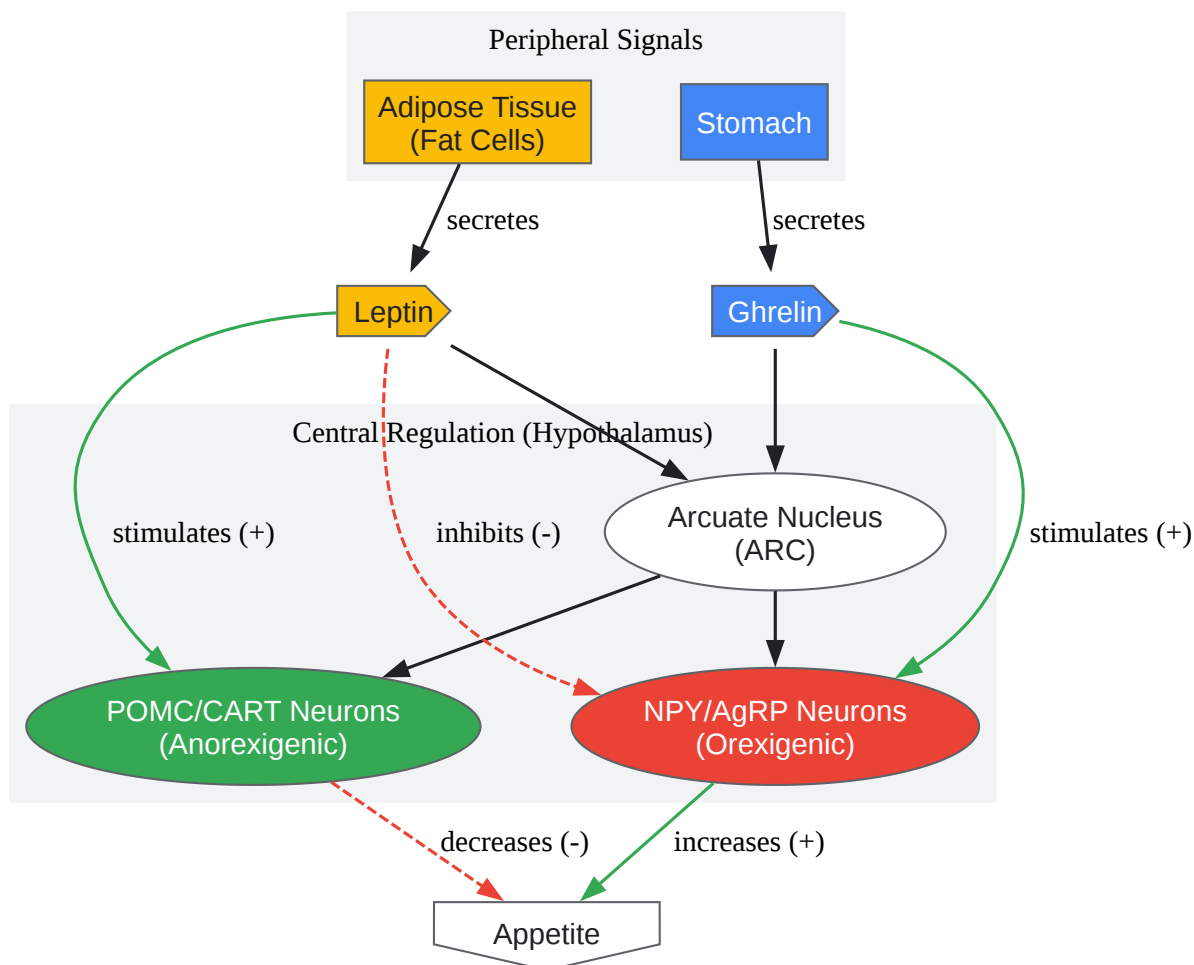 Peripheral Signals
Adipose Tissue
(Fat Cells)
Stomach
secretes
secretes
Leptin
Ghrelin
Central Regulation (Hypothalamus)
stimulates (+)
inhibits (-)
Arcuate Nucleus
(ARC)
stimulates (+)
POMC/CART Neurons
(Anorexigenic)
NPY/AgRP Neurons
(Orexigenic)
decreases (-)
increases (+)
Appetite